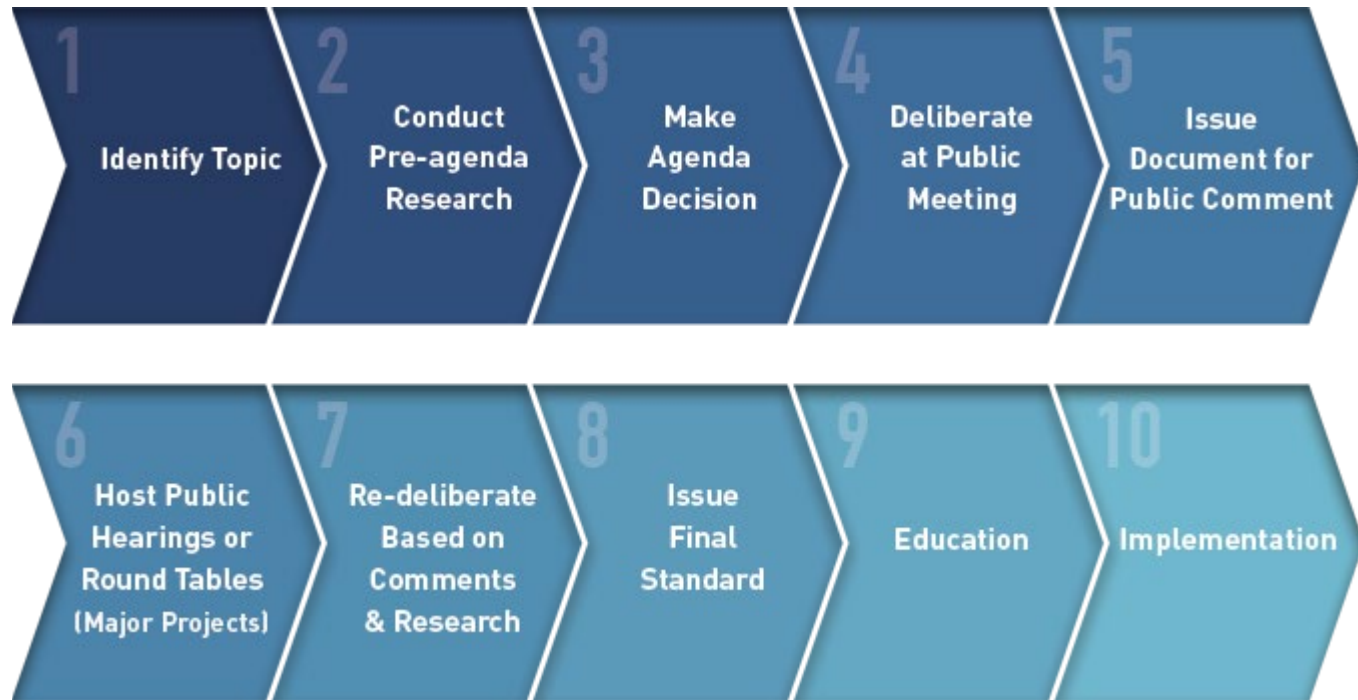 1
Identify Topic
2
Conduct
Pre-agenda
Research
3
Make
Agenda
Decision
4
Deliberate
at Public
Meeting
5
Issue
Document for
Public Comment
6
Host Public
Hearings or
Round Tables
(Major Projects)
7
Re-deliberate
Based on
Comments
& Research
8
Issue
Final
Standard
9
Education
10
Implementation